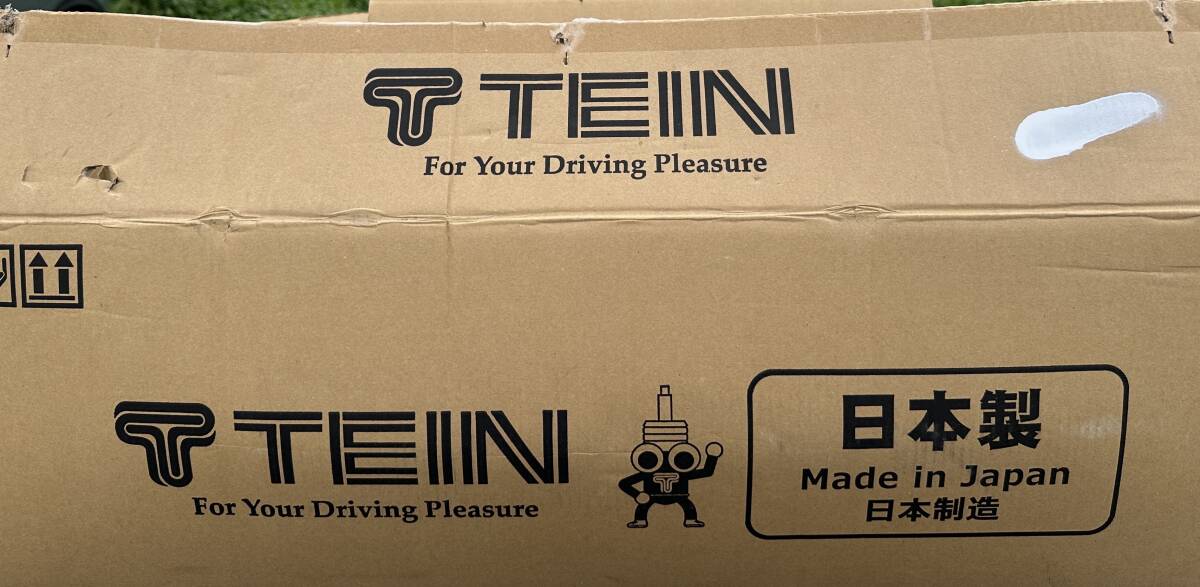 T TEIN
For Your Driving Pleasure
T TEIN
For Your Driving Pleasure
T
日本製
Made in Japan
日本制造